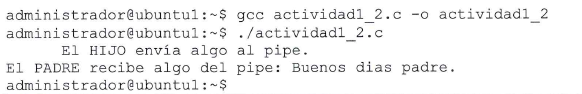 administrador@ubuntu1:~$ gcc actividad1_2.c -o actividad1_2
administrador@ubuntu1:~$ ./actividad1_2.c
El HIJO envía algo al pipe.
El PADRE recibe algo del pipe: Buenos dias padre.
administrador@ubuntu1:~$